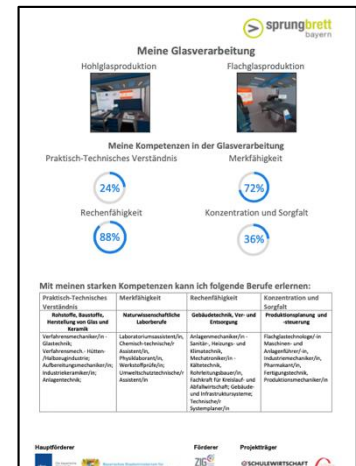 sprungbrett
bayern
Meine Glasverarbeitung
Hohlglasproduktion
Flachglasproduktion
Meine Kompetenzen in der Glasverarbeitung
Praktisch-Technisches Verständnis
Merkfähigkeit
24%
72%
Rechenfähigkeit
Konzentration und Sorgfalt
88%
36%
Mit meinen starken Kompetenzen kann ich folgende Berufe erlernen:
Praktisch-Technisches
Verständnis
Merkfähigkeit
Rechenfähigkeit
Konzentration und
Sorgfalt
Rohstoffe, Baustoffe,
Herstellung von Glas und
Keramik
Naturwissenschaftliche
Laborberufe
Gebäudetechnik, Ver- und
Entsorgung
Produktionsplanung und
-steuerung
Verfahrensmechaniker/in -
Glastechnik;
Verfahrensmech. - Hütten-
/Halbzeugindustrie;
Aufbereitungsmechaniker/in;
Industriekeramiker/in;
Anlagentechnik;
Laboratoriumsassistent/in,
Chemisch-technische/r
Assistent/in,
Physiklaborant/in,
Werkstoffprüfer/in;
Umweltschutztechnische/r
Assistent/in
Anlagenmechaniker/in -
Sanitär-, Heizungs- und
Klimatechnik,
Mechatroniker/in -
Kältetechnik,
Rohrleitungsbauer/in,
Fachkraft für Kreislauf- und
Abfallwirtschaft; Gebäude-
und Infrastruktursysteme;
Technische/r
Systemplaner/in
Flachglastechnologe/-in
Maschinen- und
Anlagenführer/-in,
Industriemechaniker/in,
Pharmakant/in,
Fertigungstechnik,
Produktionsmechaniker/in
Hauptförderer
Förderer
Projektträger
ZIG
SCHULEWIRTSCHAFT